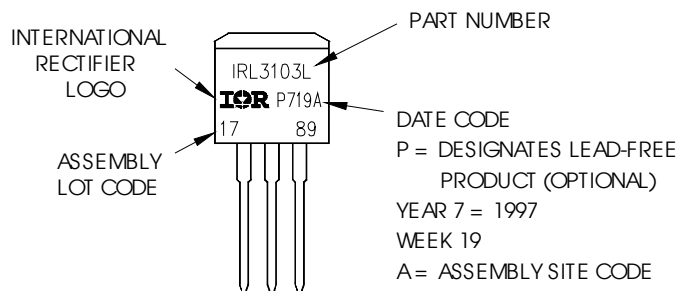 INTERNATIONAL
RECTIFIER
LOGO
ASSEMBLY
LOT CODE
IRL3103L
IOR P719A
17 89
PART NUMBER
DATE CODE
P = DESIGNATES LEAD-FREE
PRODUCT (OPTIONAL)
YEAR 7 = 1997
WEEK 19
A = ASSEMBLY SITE CODE